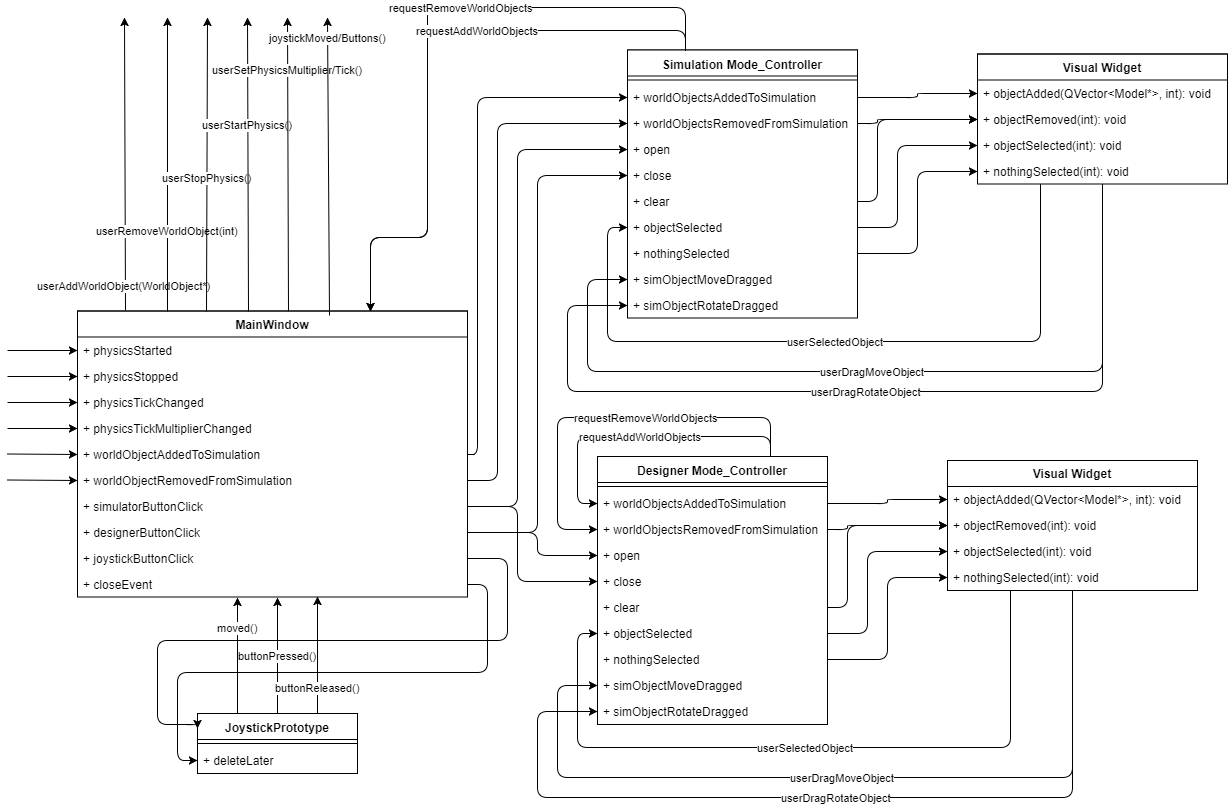 requestRemoveWorldObjects
requestAddWorldObjects
joystickMoved/Buttons()
userSetPhysicsMultiplier/Tick()
userStartPhysics()
userStopPhysics()
userRemoveWorldObject(int)
userAddWorldObject(WorldObject*)
MainWindow
+ physicsStarted
+ physicsStopped
+ physicsTickChanged
+ physicsTickMultiplierChanged
+ worldObjectAddedToSimulation
+ worldObjectRemovedFromSimulation
+ simulatorButtonClick
+ designerButtonClick
+ joystickButtonClick
+ closeEvent
moved()
buttonPressed()
buttonReleased()
JoystickPrototype
+ deleteLater
Simulation Mode_Controller
+ worldObjectsAddedToSimulation
+ worldObjectsRemovedFromSimulation
+ open
+ close
+ clear
+ objectSelected
+ nothingSelected
+ simObjectMoveDragged
+ simObjectRotateDragged
Visual Widget
+ objectAdded(QVector<Model*>, int): void
+ objectRemoved(int): void
+ objectSelected(int): void
+ nothingSelected(int): void
userSelectedObject
userDragMoveObject
userDragRotateObject
requestRemoveWorldObjects
requestAddWorldObjects
Designer Mode_Controller
+ worldObjectsAddedToSimulation
+ worldObjectsRemovedFromSimulation
+ open
+ close
+ clear
+ objectSelected
+ nothingSelected
+ simObjectMoveDragged
+ simObjectRotateDragged
Visual Widget
+ objectAdded(QVector<Model*>, int): void
+ objectRemoved(int): void
+ objectSelected(int): void
+ nothingSelected(int): void
userSelectedObject
userDragMoveObject
userDragRotateObject